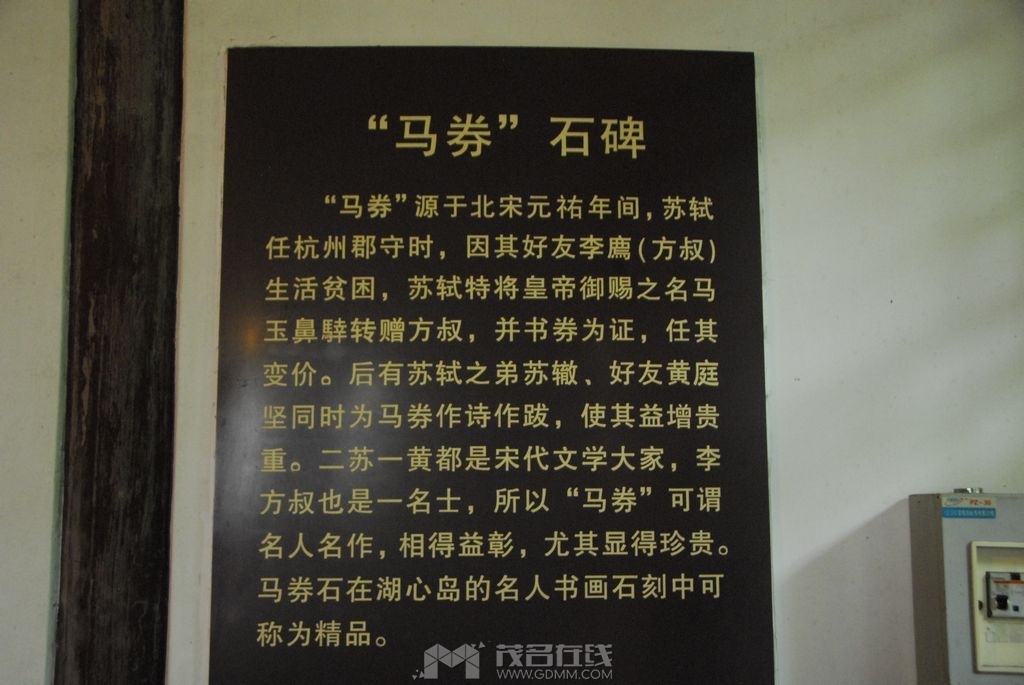 “马券”石碑
“马券”源于北宋元祐年间，苏轼
任杭州郡守时，因其好友李廌（方叔）
生活贫困，苏轼特将皇帝御赐之名马
玉鼻騂转赠方叔，并书券为证，任其
变价。后有苏轼之弟苏辙、好友黄庭
坚同时为马券作诗作跋，使其益增贵
重。二苏一黄都是宋代文学大家，李
方叔也是一名士，所以“马券”可谓
名人名作，相得益彰，尤其显得珍贵。
马券石在湖心岛的名人书画石刻中可
称为精品。
茂名在线
WWW.GDMM.COM
PZ-30